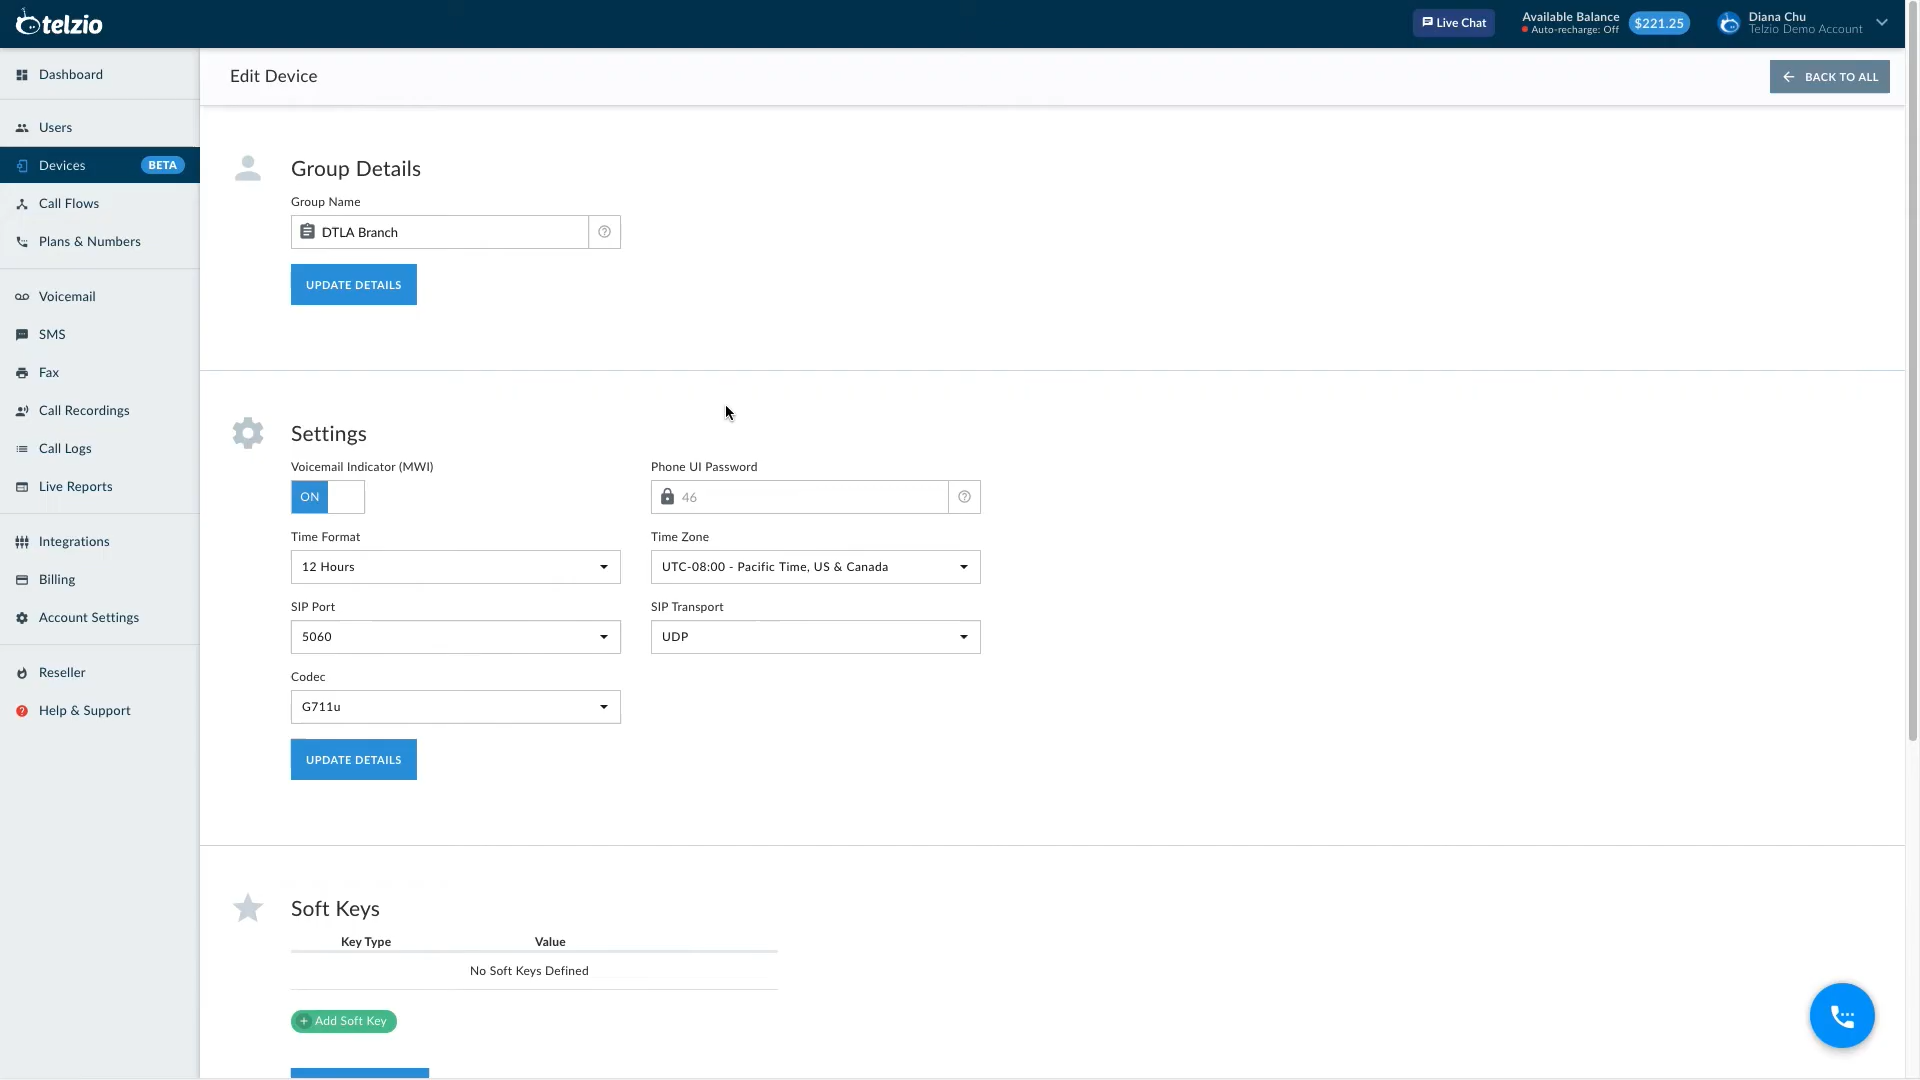 telzio
Live Chat
Available Balance
Auto-recharge: Off
$221.25
Diana Chu
Telzio Demo Account
Dashboard
Users
Devices
BETA
Call Flows
Plans & Numbers
Voicemail
SMS
Fax
Call Recordings
Call Logs
Live Reports
Integrations
Billing
Account Settings
Reseller
Help & Support
Edit Device
BACK TO ALL
Group Details
Group Name
DTLA Branch
UPDATE DETAILS
Settings
Voicemail Indicator (MWI)
Phone UI Password
ON
46
Time Format
Time Zone
12 Hours
UTC-08:00 - Pacific Time, US & Canada
SIP Port
SIP Transport
5060
UDP
Codec
G711u
UPDATE DETAILS
Soft Keys
Key Type
Value
No Soft Keys Defined
+ Add Soft Key